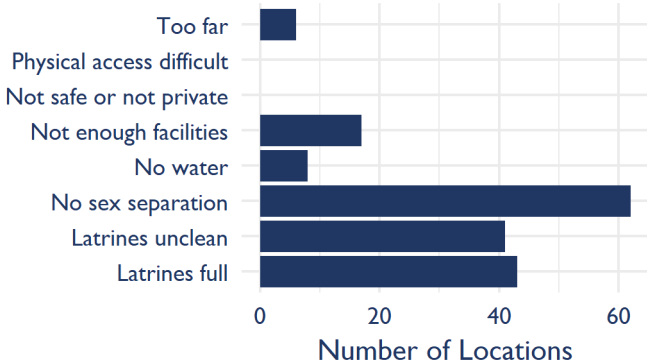 Too far
Physical access difficult
Not safe or not private
Not enough facilities
No water
No sex separation
Latrines unclean
Latrines full
0 20 40 60
Number of Locations